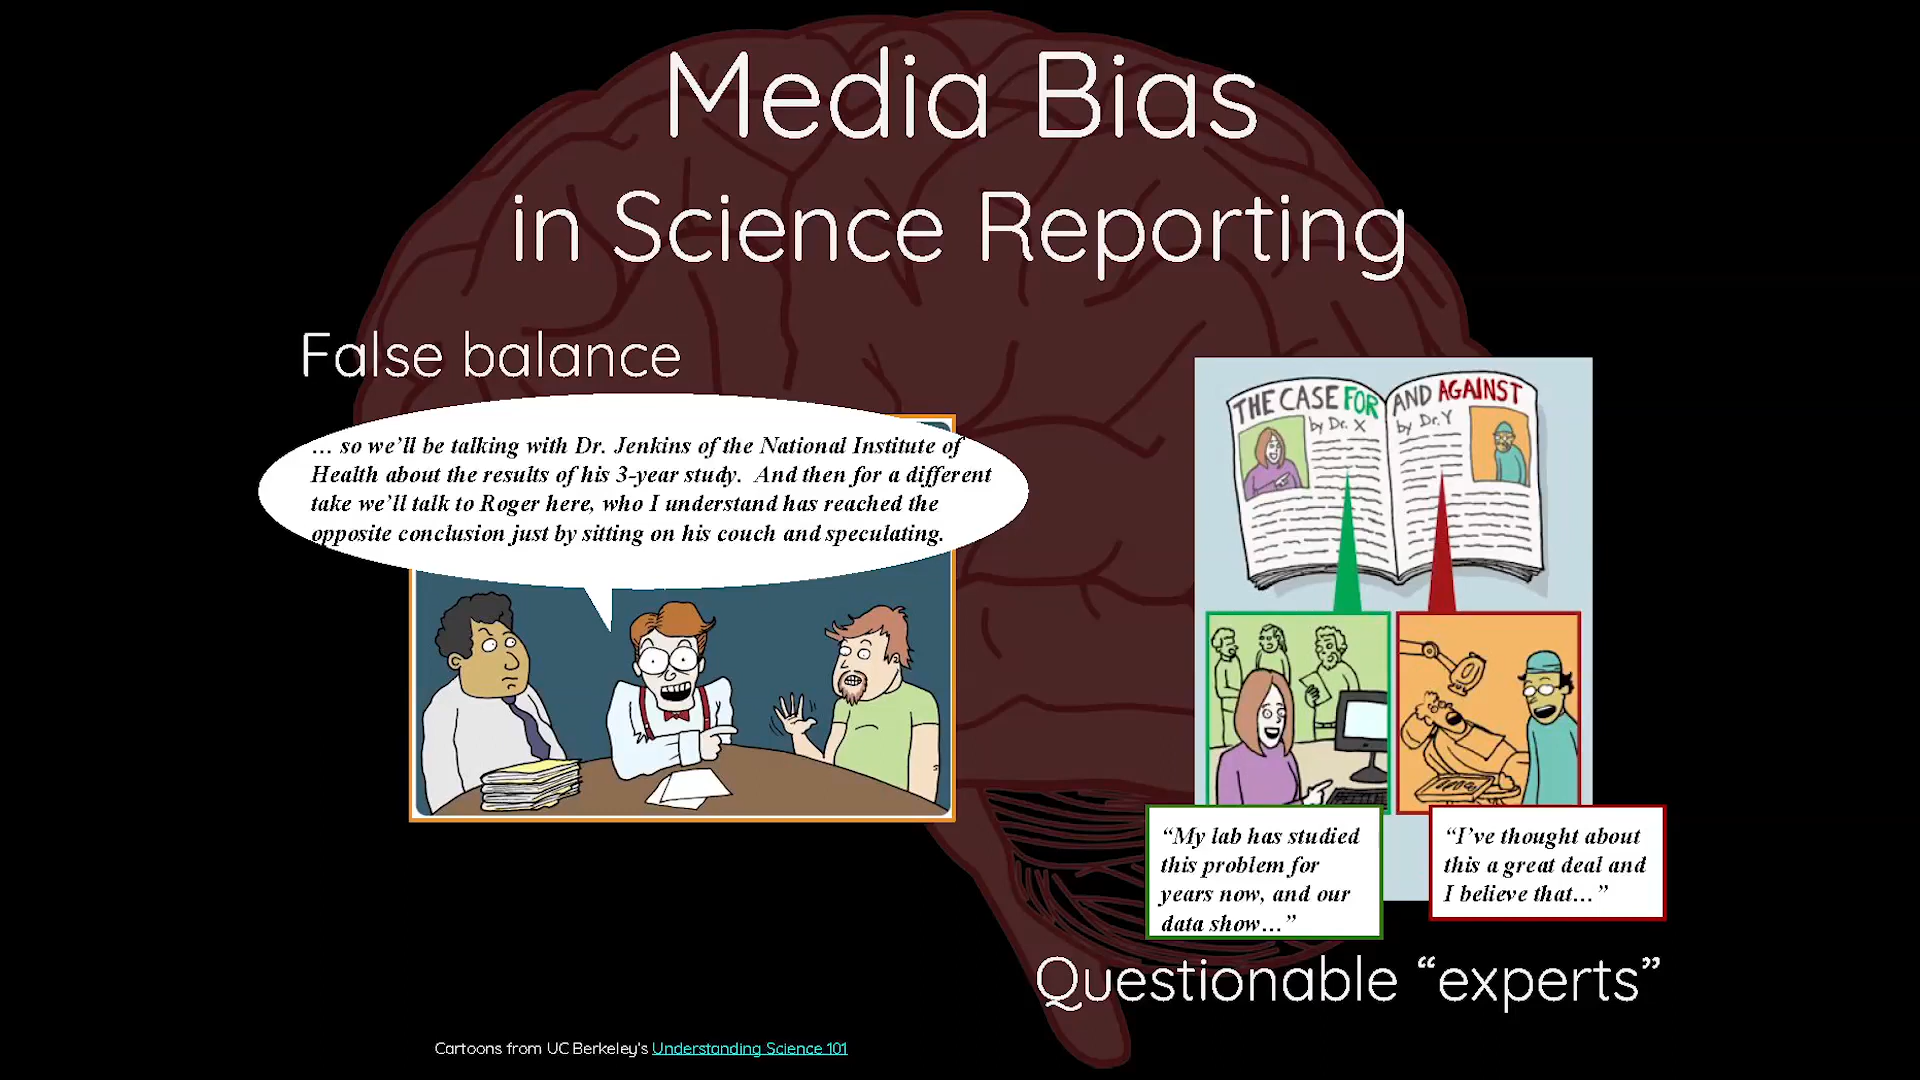 Media Bias
in Science Reporting
False balance
… so we’ll be talking with Dr. Jenkins of the National Institute of
Health about the results of his 3-year study.  And then for a different
take we’ll talk to Roger here, who I understand has reached the
opposite conclusion just by sitting on his couch and speculating.
THE CASE FOR
by Dr. X
AND AGAINST
by Dr. Y
“My lab has studied
this problem for
years now, and our
data show…”
“I’ve thought about
this a great deal and
I believe that…”
Questionable “experts”
Cartoons from UC Berkeley’s Understanding Science 101